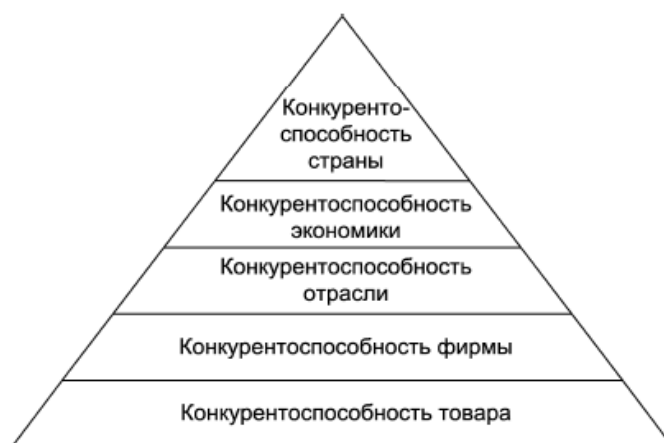 Конкуренто-
способность
страны
Конкурентоспособность
экономики
Конкурентоспособность
отрасли
Конкурентоспособность фирмы
Конкурентоспособность товара